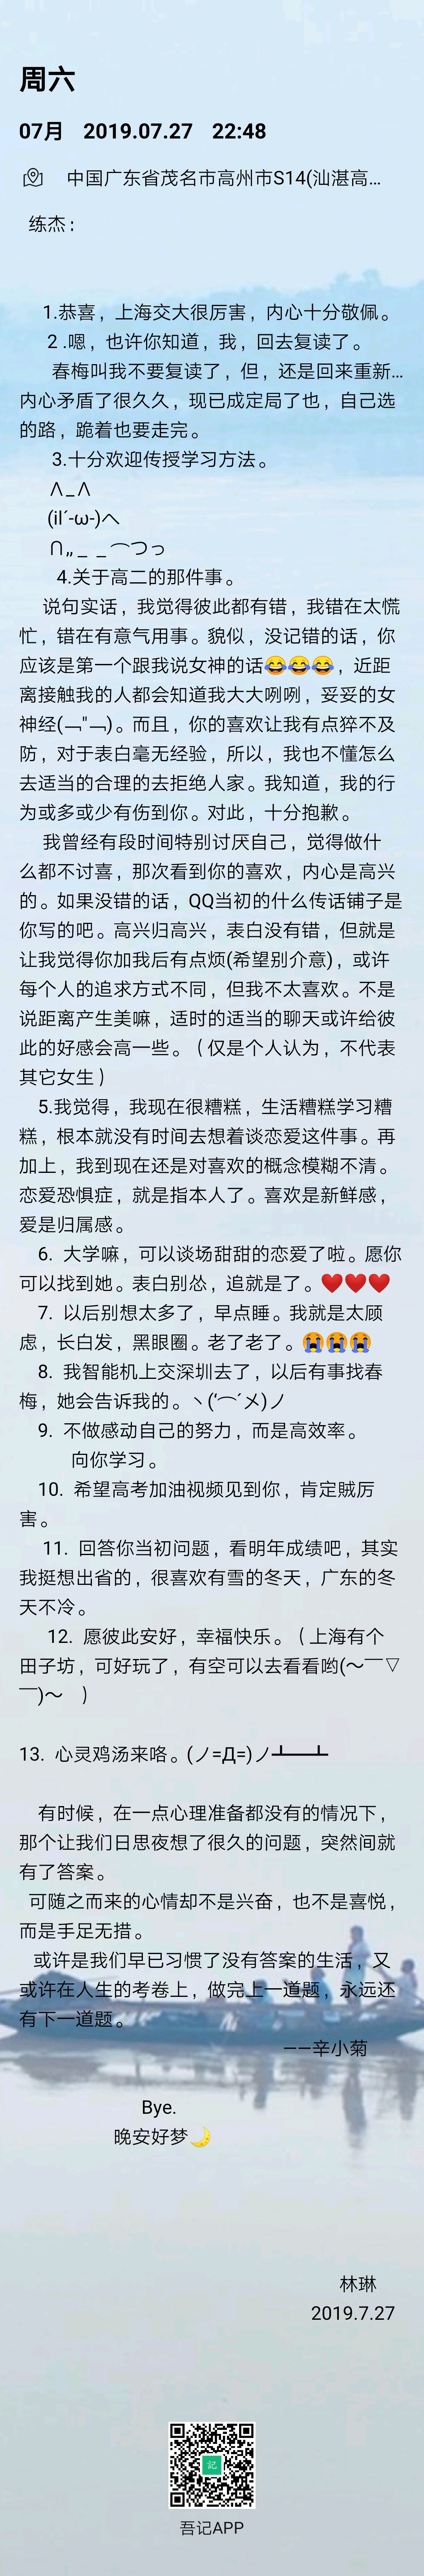 周六
07月 2019.07.27 22:48
中国广东省茂名市高州市S14(汕湛高...
练杰：
1.恭喜，上海交大很厉害，内心十分敬佩。
2 .嗯，也许你知道，我，回去复读了。
春梅叫我不要复读了，但，还是回来重新...
内心矛盾了很久久，现已成定局了也，自己选
的路，跪着也要走完。
3.十分欢迎传授学习方法。
∧_∧
(il´-ω-)ヘ
∩,, _ _⌒つっ
4.关于高二的那件事。
说句实话，我觉得彼此都有错，我错在太慌
忙，错在有意气用事。貌似，没记错的话，你
应该是第一个跟我说女神的话😂😂😂，近距
离接触我的人都会知道我大大咧咧，妥妥的女
神经(﹁"﹁)。而且，你的喜欢让我有点猝不及
防，对于表白毫无经验，所以，我也不懂怎么
去适当的合理的去拒绝人家。我知道，我的行
为或多或少有伤到你。对此，十分抱歉。
我曾经有段时间特别讨厌自己，觉得做什
么都不讨喜，那次看到你的喜欢，内心是高兴
的。如果没错的话，QQ当初的什么传话铺子是
你写的吧。高兴归高兴，表白没有错，但就是
让我觉得你加我后有点烦(希望别介意)，或许
每个人的追求方式不同，但我不太喜欢。不是
说距离产生美嘛，适时的适当的聊天或许给彼
此的好感会高一些。（仅是个人认为，不代表
其它女生）
5.我觉得，我现在很糟糕，生活糟糕学习糟
糕，根本就没有时间去想着谈恋爱这件事。再
加上，我到现在还是对喜欢的概念模糊不清。
恋爱恐惧症，就是指本人了。喜欢是新鲜感，
爱是归属感。
6. 大学嘛，可以谈场甜甜的恋爱了啦。愿你
可以找到她。表白别怂，追就是了。❤❤❤
7. 以后别想太多了，早点睡。我就是太顾
虑，长白发，黑眼圈。老了老了。😭😭😭
8. 我智能机上交深圳去了，以后有事找春
梅，她会告诉我的。ヽ(‘⌒´メ)ノ
9. 不做感动自己的努力，而是高效率。
向你学习。
10. 希望高考加油视频见到你，肯定贼厉
害。
11. 回答你当初问题，看明年成绩吧，其实
我挺想出省的，很喜欢有雪的冬天，广东的冬
天不冷。
12. 愿彼此安好，幸福快乐。（上海有个
田子坊，可好玩了，有空可以去看看哟(～￣▽
￣)～ ）
13. 心灵鸡汤来咯。(ノ=Д=)ノ┻━┻
有时候，在一点心理准备都没有的情况下，
那个让我们日思夜想了很久的问题，突然间就
有了答案。
可随之而来的心情却不是兴奋，也不是喜悦，
而是手足无措。
或许是我们早已习惯了没有答案的生活，又
或许在人生的考卷上，做完上一道题，永远还
有下一道题。
——辛小菊
Bye.
晚安好梦🌙
林琳
2019.7.27
記
吾记APP